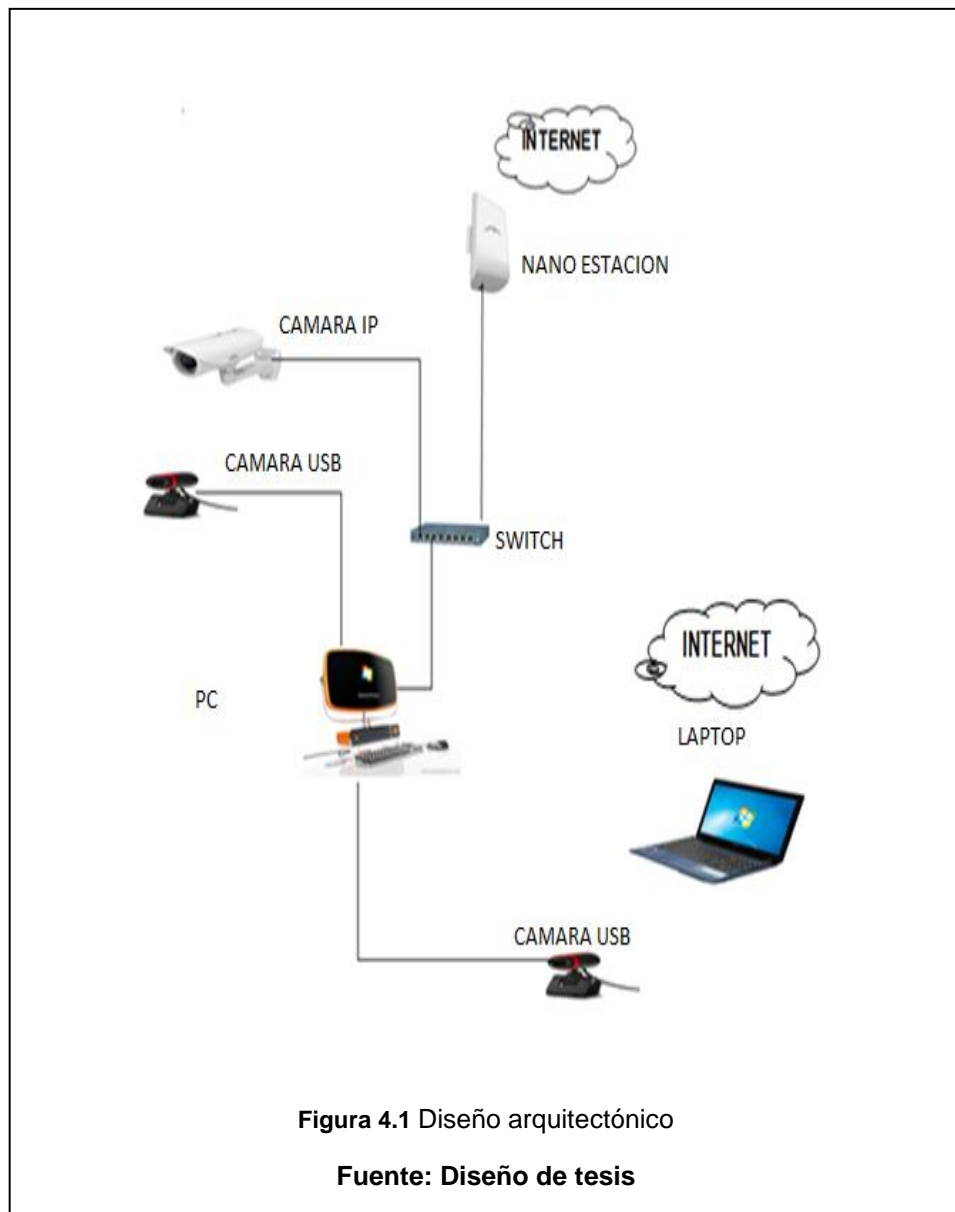 INTERNET
NANO ESTACION
CAMARA IP
CAMARA USB
SWITCH
INTERNET
PC
LAPTOP
CAMARA USB
Figura 4.1 Diseño arquitectónico
Fuente: Diseño de tesis